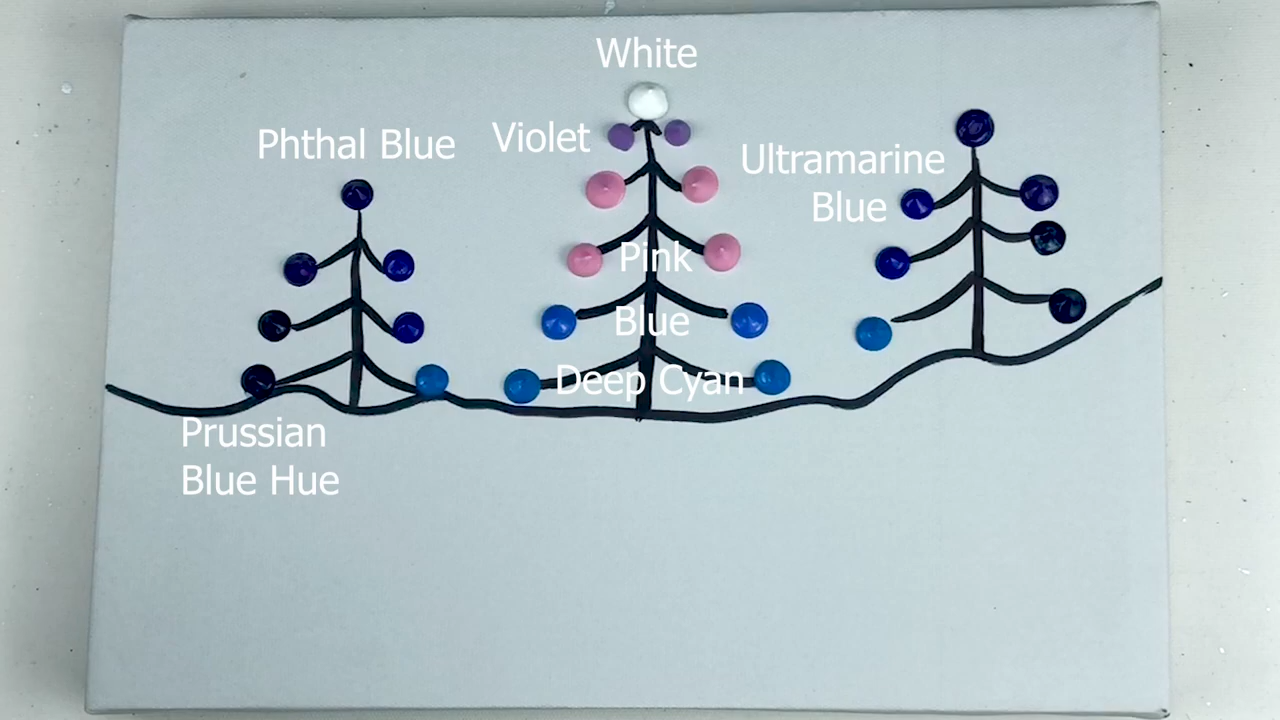 White
Phthal Blue
Violet
Ultramarine
Blue
Pink
Blue
Deep Cyan
Prussian
Blue Hue